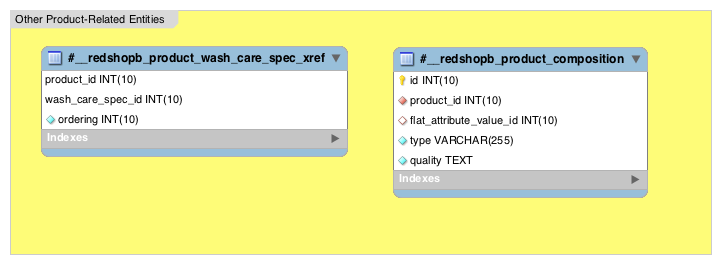 Other Product-Related Entities
#__redshopb_product_wash_care_spec_xref
product_id INT(10)
wash_care_spec_id INT(10)
ordering INT(10)
Indexes
#__redshopb_product_composition
id INT(10)
product_id INT(10)
flat_attribute_value_id INT(10)
type VARCHAR(255)
quality TEXT
Indexes